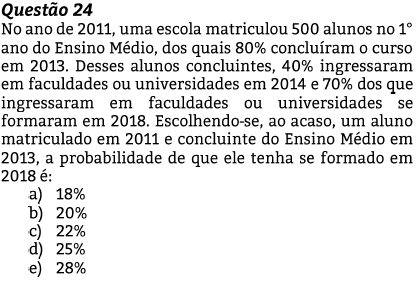 Questão 24
No ano de 2011, uma escola matriculou 500 alunos no 1°
ano do Ensino Médio, dos quais 80% concluíram o curso
em 2013. Desses alunos concluintes, 40% ingressaram
em faculdades ou universidades em 2014 e 70% dos que
ingressaram em faculdades ou universidades se
formaram em 2018. Escolhendo-se, ao acaso, um aluno
matriculado em 2011 e concluinte do Ensino Médio em
2013, a probabilidade de que ele tenha se formado em
2018 é:
a) 18%
b) 20%
c) 22%
d) 25%
e) 28%